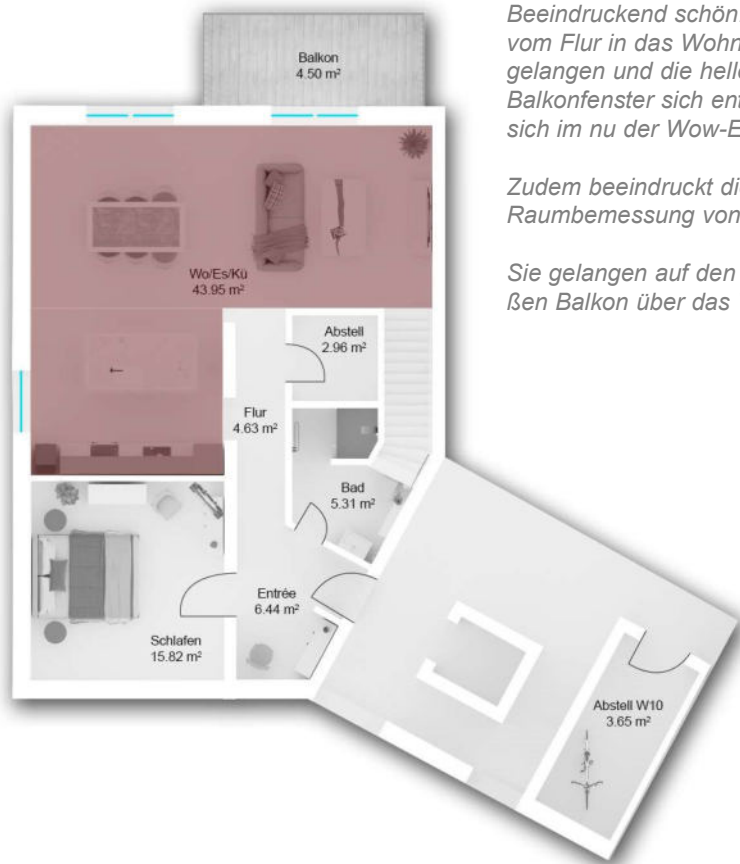 Beeindruckend schön
vom Flur in das Wohn
gelangen und die helle
Balkonfenster sich
sich im nu der Wow-E
Zudem beeindruckt
Raumbemessung von
Sie gelangen auf den
ßen Balkon über das
Balkon
4.50 m²
Wo/Es/Kü
43.95 m²
Abstell
2.96 m²
Flur
4.63 m²
Bad
5.31 m²
Entrée
6.44 m²
Schlafen
15.82 m²
Abstell W10
3.65 m²